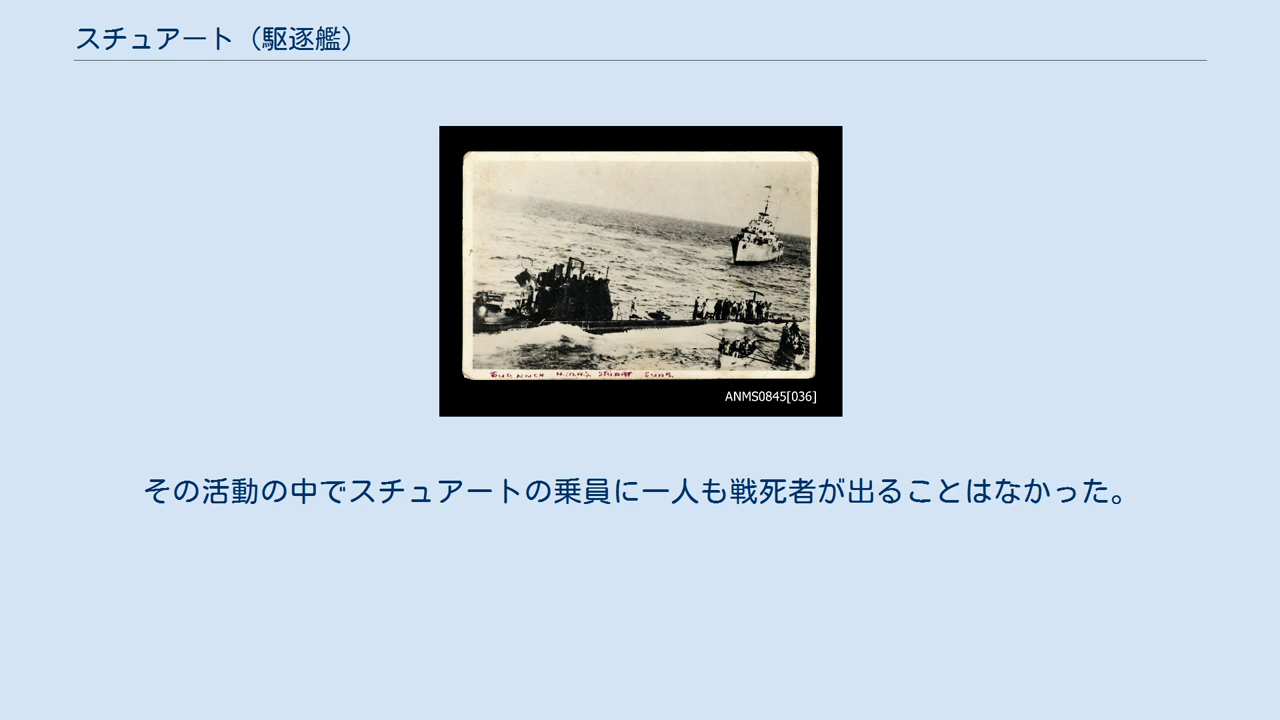 スチュアート（駆逐艦）
ANMS0845[036]
その活動の中でスチュアートの乗員に一人も戦死者が出ることはなかった。